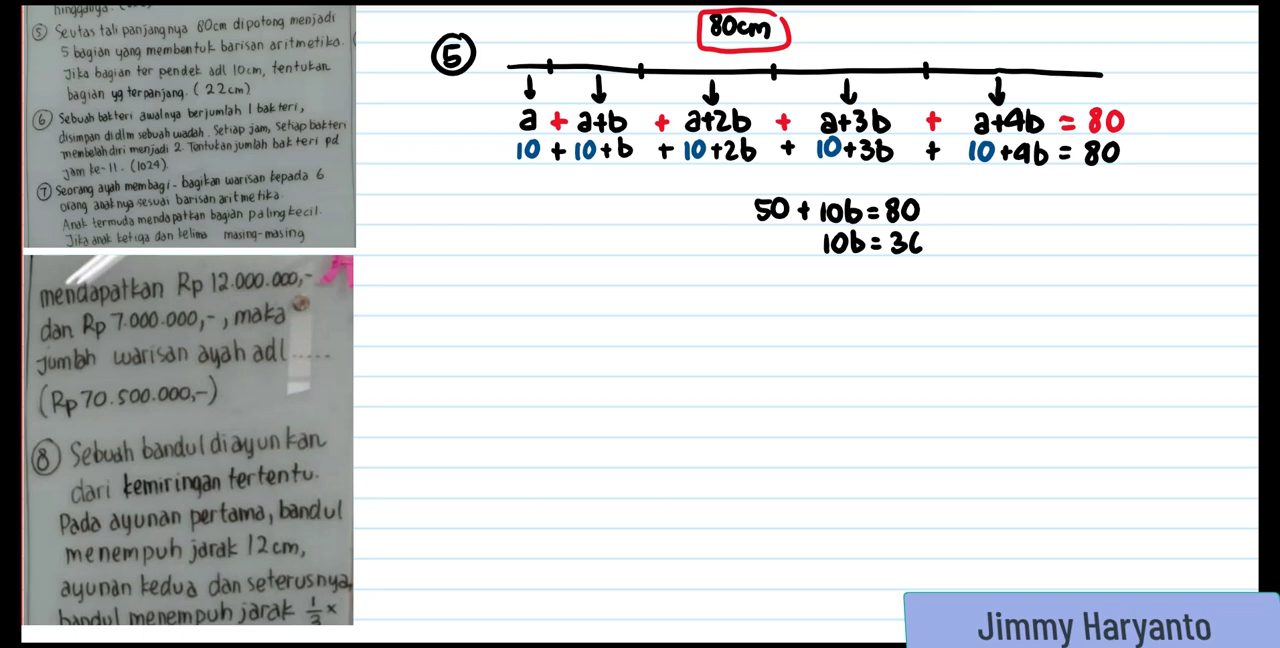 hingganya.
⑤ Seutas tali panjangnya 80cm dipotong menjadi
5 bagian yang membentuk barisan aritmetika.
Jika bagian ter pendek adl 10cm, tentukan
bagian yg terpanjang. (22cm)
⑥ Sebuah bakteri awalnya berjumlah 1 bakteri,
disimpan didlm sebuah wadah. Setiap jam, setiap bakteri
membelah diri menjadi 2. Tentukan jumlah bakteri pd
jam ke-11. (1024).
⑦ Seorang ayah membagi-bagikan warisan kepada 6
orang anaknya sesuai barisan aritmetika.
Anak termuda mendapatkan bagian paling kecil.
Jika anak ketiga dan kelima masing-masing
mendapatkan Rp 12.000.000,-
dan Rp 7.000.000,-, maka
jumlah warisan ayah adl .....
(Rp 70.500.000,-)
⑧ Sebuah bandul diayunkan
dari kemiringan tertentu.
Pada ayunan pertama, bandul
menempuh jarak 12cm,
ayunan kedua dan seterusnya,
bandul menempuh jarak 1/3 x
⑤
80cm
a + a+b + a+2b + a+3b + a+4b = 80
10 + 10+b + 10+2b + 10+3b + 10+4b = 80
50 + 10b = 80
10b = 3
Jimmy Haryanto